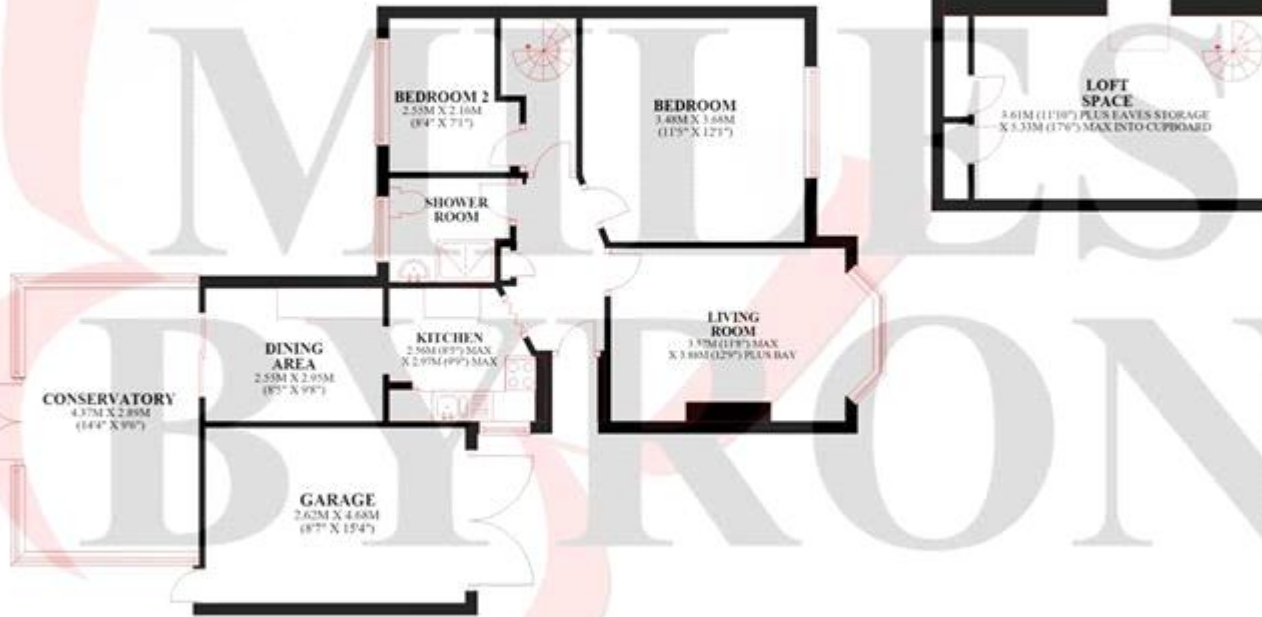 MILES
BYRON
BEDROOM 2
2.55M X 2.16M
(8'4" X 7'1")
BEDROOM
3.48M X 3.68M
(11'5" X 12'1")
LOFT
SPACE
3.61M (11'10") PLUS EAVES STORAGE
X 5.33M (17'6") MAX INTO CUPBOARD
SHOWER
ROOM
LIVING
ROOM
3.57M (11'8") MAX
X 3.88M (12'9") PLUS BAY
KITCHEN
2.56M (8'5") MAX
X 2.97M (9'9") MAX
DINING
AREA
2.55M X 2.95M
(8'5" X 9'8")
CONSERVATORY
4.37M X 2.89M
(14'4" X 9'6")
GARAGE
2.62M X 4.68M
(8'7" X 15'4")